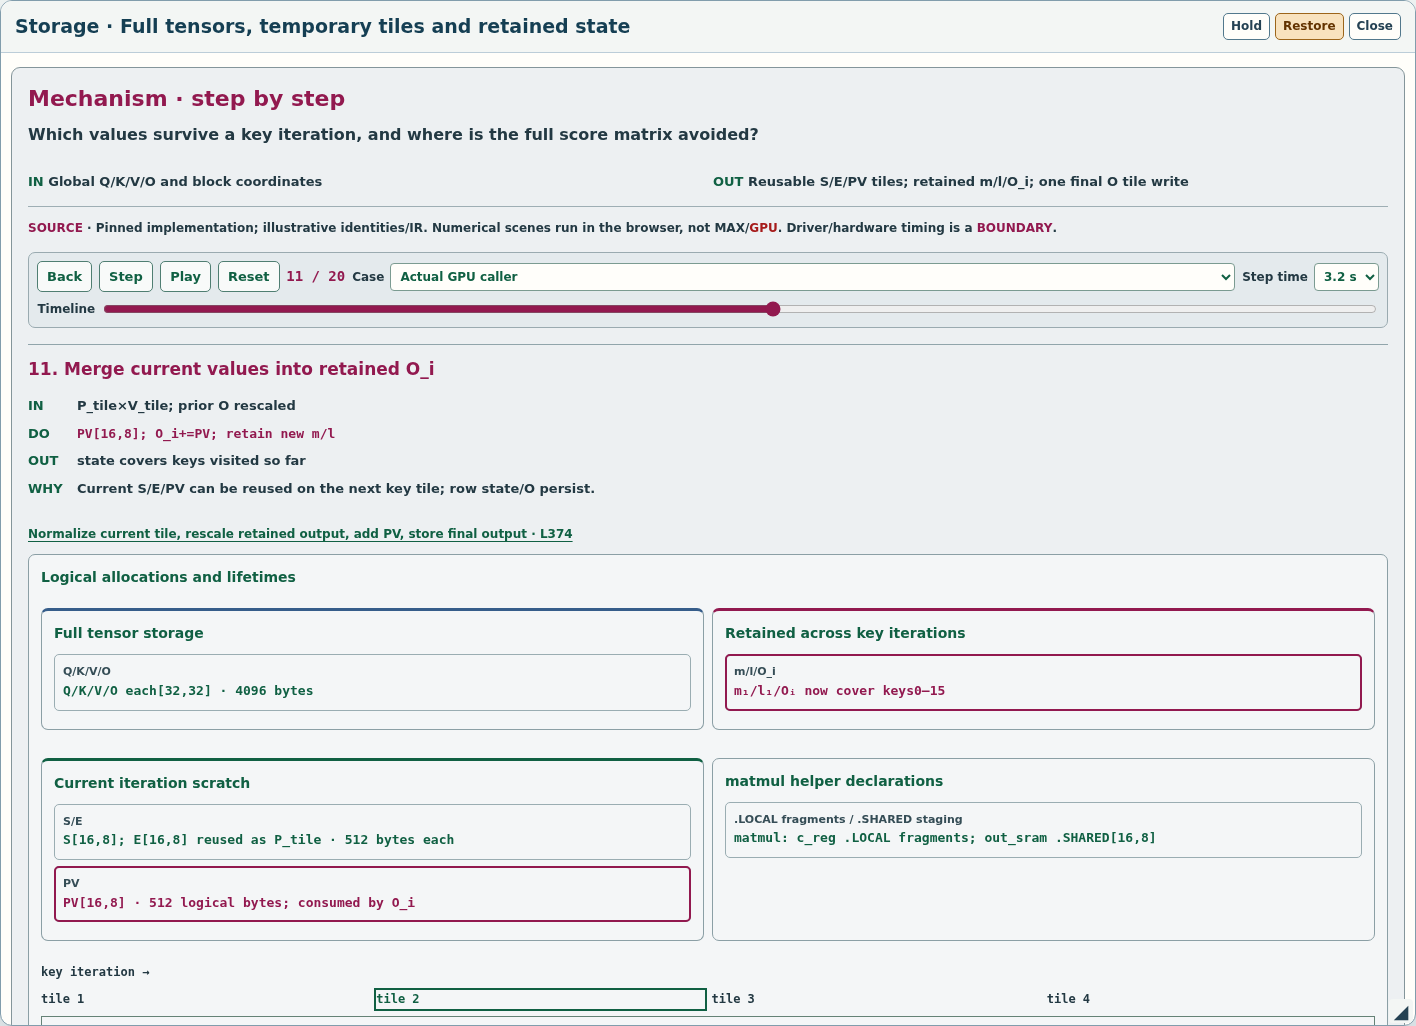 Storage · Full tensors, temporary tiles and retained state
Hold Restore Close
Mechanism · step by step
Which values survive a key iteration, and where is the full score matrix avoided?
IN Global Q/K/V/O and block coordinates
OUT Reusable S/E/PV tiles; retained m/l/O_i; one final O tile write
SOURCE · Pinned implementation; illustrative identities/IR. Numerical scenes run in the browser, not MAX/GPU. Driver/hardware timing is a BOUNDARY.
Back Step Play Reset 11 / 20 Case Actual GPU caller Step time 3.2 s
Timeline
11. Merge current values into retained O_i
IN P_tile×V_tile; prior O rescaled
DO PV[16,8]; O_i+=PV; retain new m/l
OUT state covers keys visited so far
WHY Current S/E/PV can be reused on the next key tile; row state/O persist.
Normalize current tile, rescale retained output, add PV, store final output · L374
Logical allocations and lifetimes
Full tensor storage
Q/K/V/O
Q/K/V/O each[32,32] · 4096 bytes
Retained across key iterations
m/l/O_i
m₁/l₁/Oᵢ now cover keys0–15
Current iteration scratch
S/E
S[16,8]; E[16,8] reused as P_tile · 512 bytes each
PV
PV[16,8] · 512 logical bytes; consumed by O_i
matmul helper declarations
.LOCAL fragments / .SHARED staging
matmul: c_reg .LOCAL fragments; out_sram .SHARED[16,8]
key iteration →
tile 1 tile 2 tile 3 tile 4